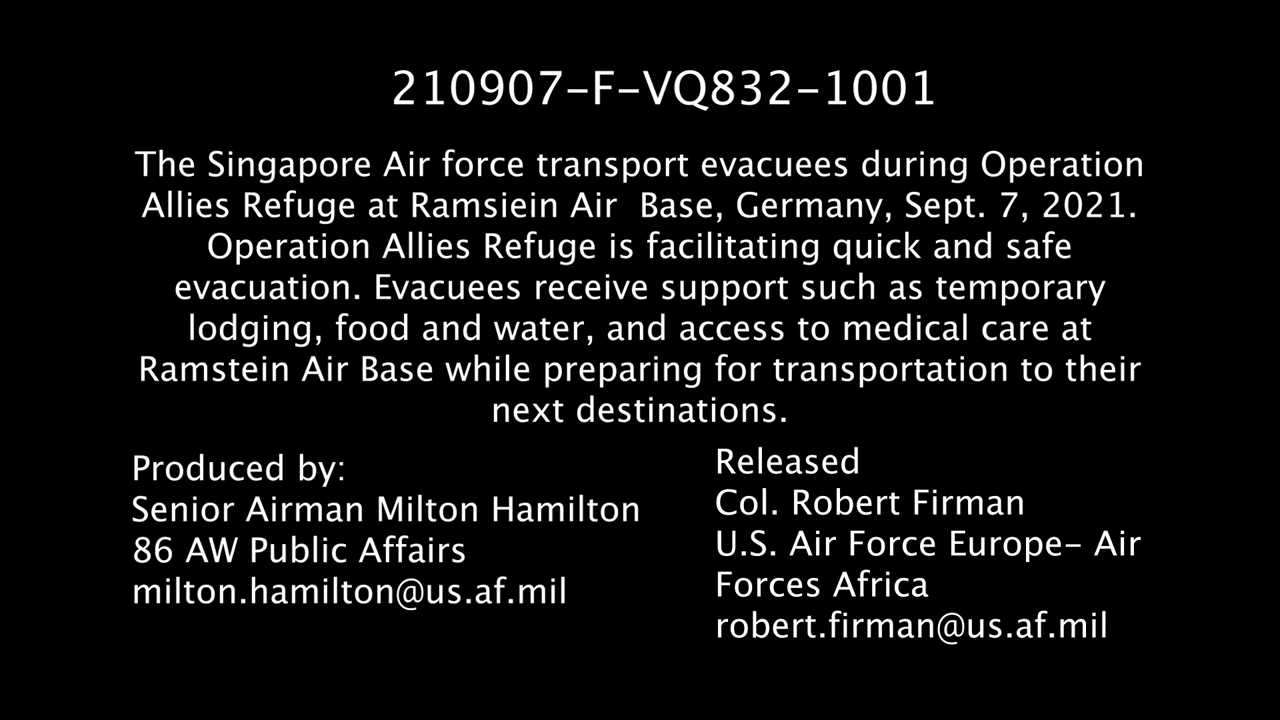 210907-F-VQ832-1001
The Singapore Air force transport evacuees during Operation
Allies Refuge at Ramsiein Air  Base, Germany, Sept. 7, 2021.
Operation Allies Refuge is facilitating quick and safe
evacuation. Evacuees receive support such as temporary
lodging, food and water, and access to medical care at
Ramstein Air Base while preparing for transportation to their
next destinations.
Produced by:
Senior Airman Milton Hamilton
86 AW Public Affairs
milton.hamilton@us.af.mil
Released
Col. Robert Firman
U.S. Air Force Europe- Air
Forces Africa
robert.firman@us.af.mil